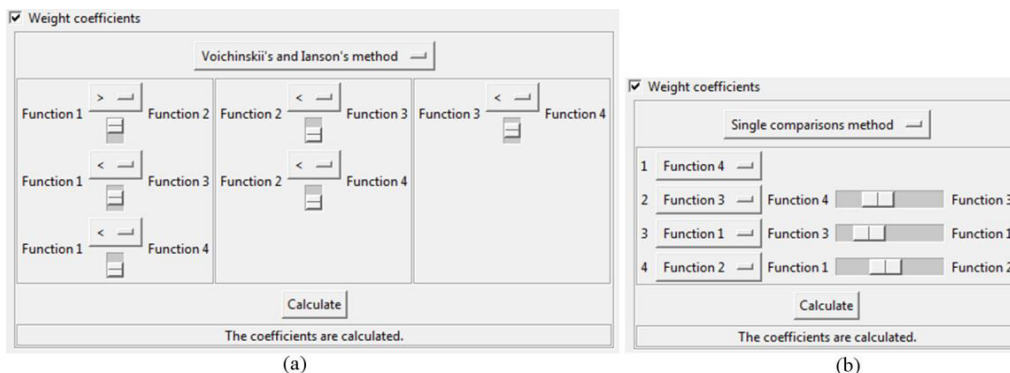 Weight coefficients
Voichinskii's and Ianson's method
Function 1 > Function 2
Function 2 < Function 3
Function 3 < Function 4
Function 1 < Function 3
Function 2 < Function 4
Function 1 < Function 4
Calculate
The coefficients are calculated.
(a)
Weight coefficients
Single comparisons method
1 Function 4
2 Function 3 Function 4 Function 3
3 Function 1 Function 3 Function 1
4 Function 2 Function 1 Function 2
Calculate
The coefficients are calculated.
(b)